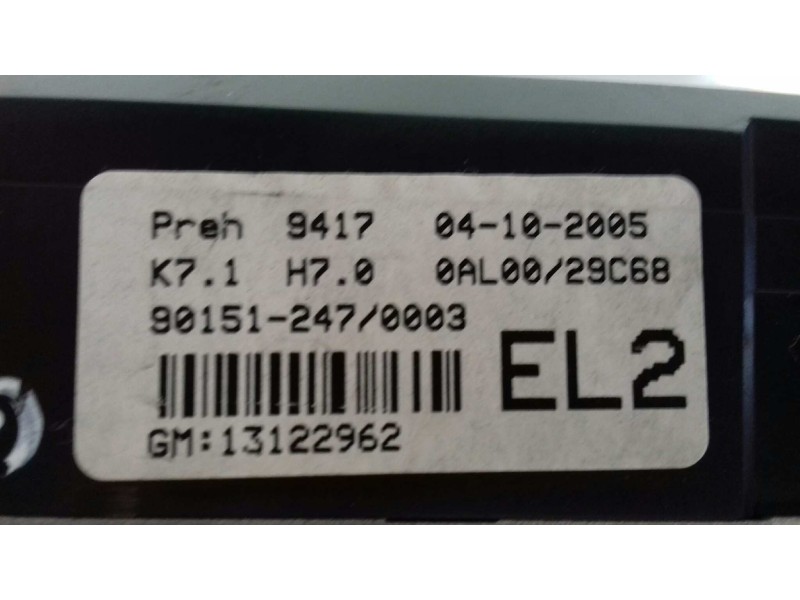 Preh 9417 04-10-2005
K7.1 H7.0 0AL00/29C68
90151-247/0003
EL2
GM:13122962